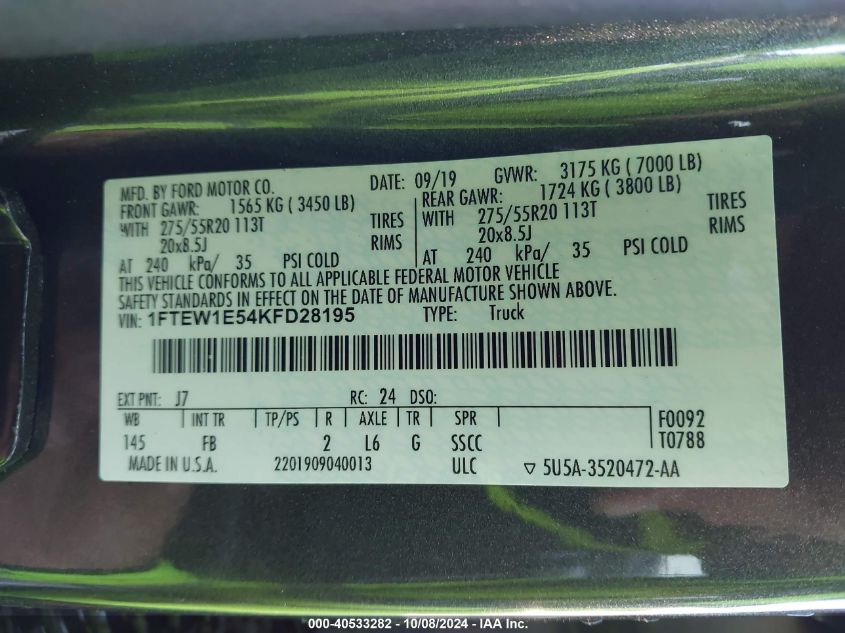 MFD. BY FORD MOTOR CO. DATE: 09/19 GVWR: 3175 KG ( 7000 LB)
FRONT GAWR: 1565 KG ( 3450 LB) REAR GAWR: 1724 KG ( 3800 LB)
WITH 275/55R20 113T TIRES WITH 275/55R20 113T TIRES
20x8.5J RIMS 20x8.5J RIMS
AT 240 kPa/ 35 PSI COLD AT 240 kPa/ 35 PSI COLD
THIS VEHICLE CONFORMS TO ALL APPLICABLE FEDERAL MOTOR VEHICLE
SAFETY STANDARDS IN EFFECT ON THE DATE OF MANUFACTURE SHOWN ABOVE.
VIN: 1FTEW1E54KFD28195 TYPE: Truck
EXT PNT: J7 RC: 24 DSO:
WB INT TR TP/PS R AXLE TR SPR F0092
145 FB 2 L6 G SSCC T0788
MADE IN U.S.A. 2201909040013 ULC ▽ 5U5A-3520472-AA
000-40533282 - 10/08/2024 - IAA Inc.